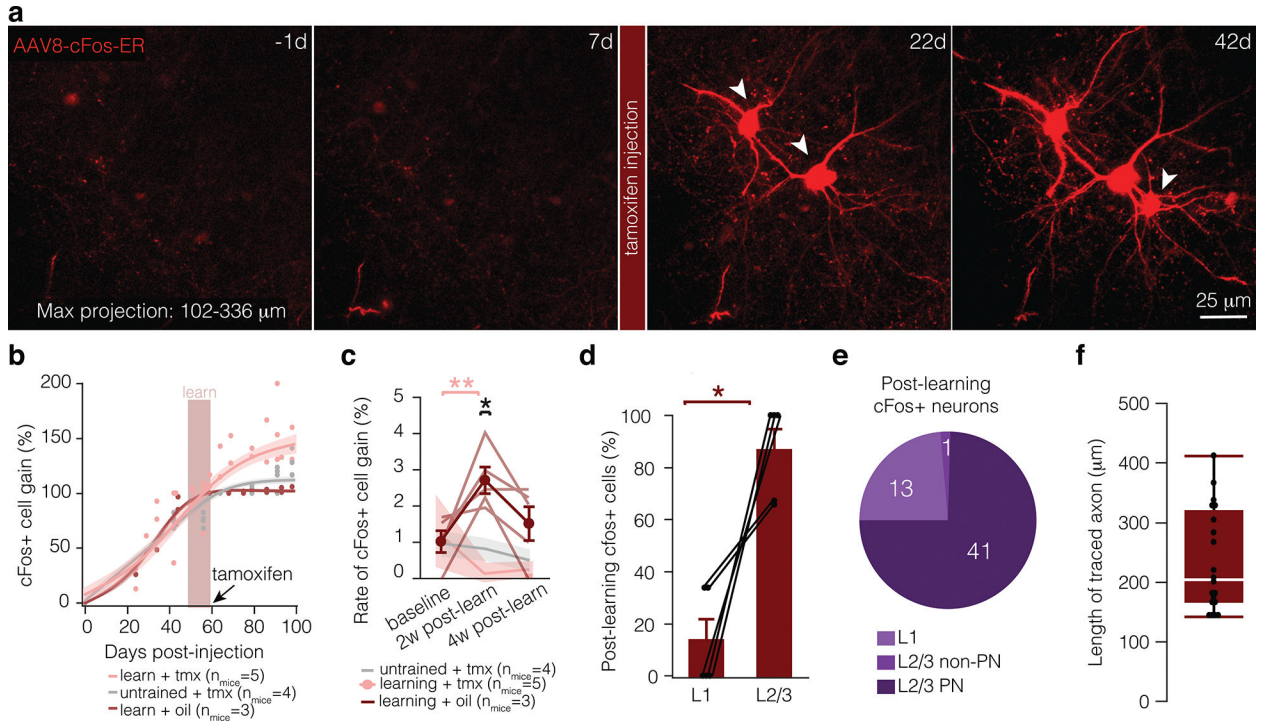 a
AAV8-cFos-ER
-1d
7d
tamoxifen injection
22d
42d
Max projection: 102-336 μm
25 μm
b
cFos+ cell gain (%)
200
150
100
50
0
learn
tamoxifen
0 20 40 60 80 100
Days post-injection
learn + tmx (nmice=5)
untrained + tmx (nmice=4)
learn + oil (nmice=3)
c
Rate of cFos+ cell gain (%)
5
4
3
2
1
0
**
*
baseline
2w post-learn
4w post-learn
untrained + tmx (nmice=4)
learning + tmx (nmice=5)
learning + oil (nmice=3)
d
Post-learning cfos+ cells (%)
100
80
60
40
20
0
*
L1 L2/3
e
Post-learning
cFos+ neurons
1
13
41
L1
L2/3 non-PN
L2/3 PN
f
Length of traced axon (μm)
500
400
300
200
100
0